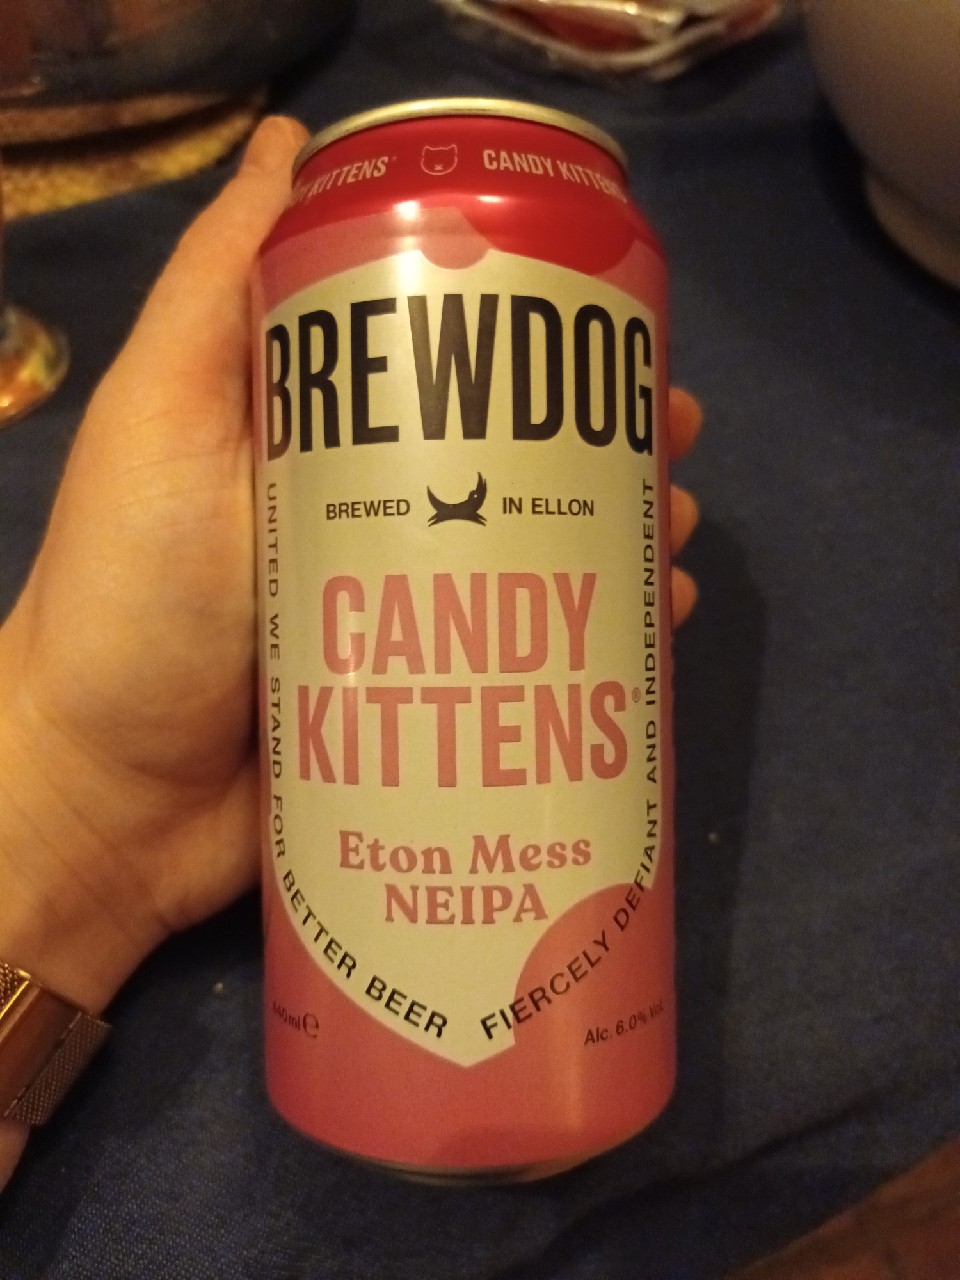 KITTENS
CANDY KITTENS
BREWDOG
BREWED IN ELLON
CANDY
KITTENS®
Eton Mess
NEIPA
UNITED WE STAND FOR BETTER BEER
FIERCELY DEFIANT AND INDEPENDENT
440ml e
Alc. 6.0% Vol.